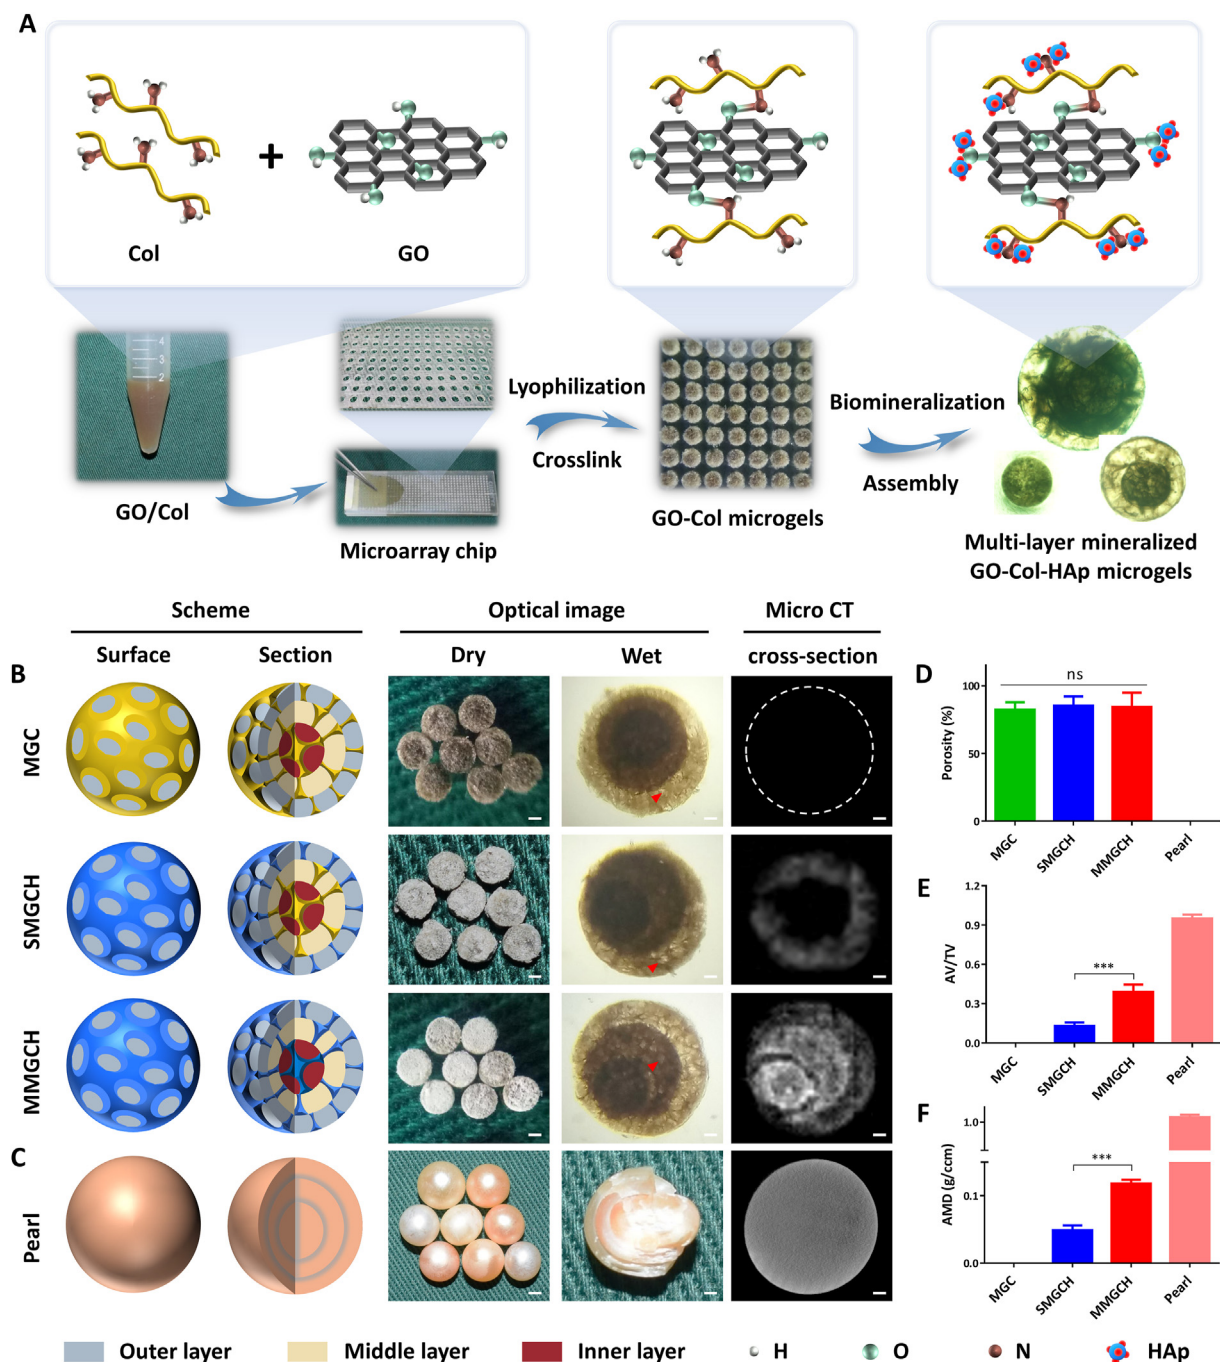 A
Col
+
GO
4
3
2
GO/Col
Microarray chip
Lyophilization
Crosslink
GO-Col microgels
Biomineralization
Assembly
Multi-layer mineralized
GO-Col-HAp microgels
Scheme
Optical image
Micro CT
Surface
Section
Dry
Wet
cross-section
B
MGC
SMGCH
MMGCH
C
Pearl
D
ns
Porosity (%)
100
50
0
MGC
SMGCH
MMGCH
Pearl
E
AV/TV
1.2
0.9
0.6
0.3
0.0
***
MGC
SMGCH
MMGCH
Pearl
F
AMD (g/ccm)
1.0
0.1
0.0
***
MGC
SMGCH
MMGCH
Pearl
Outer layer
Middle layer
Inner layer
H
O
N
HAp